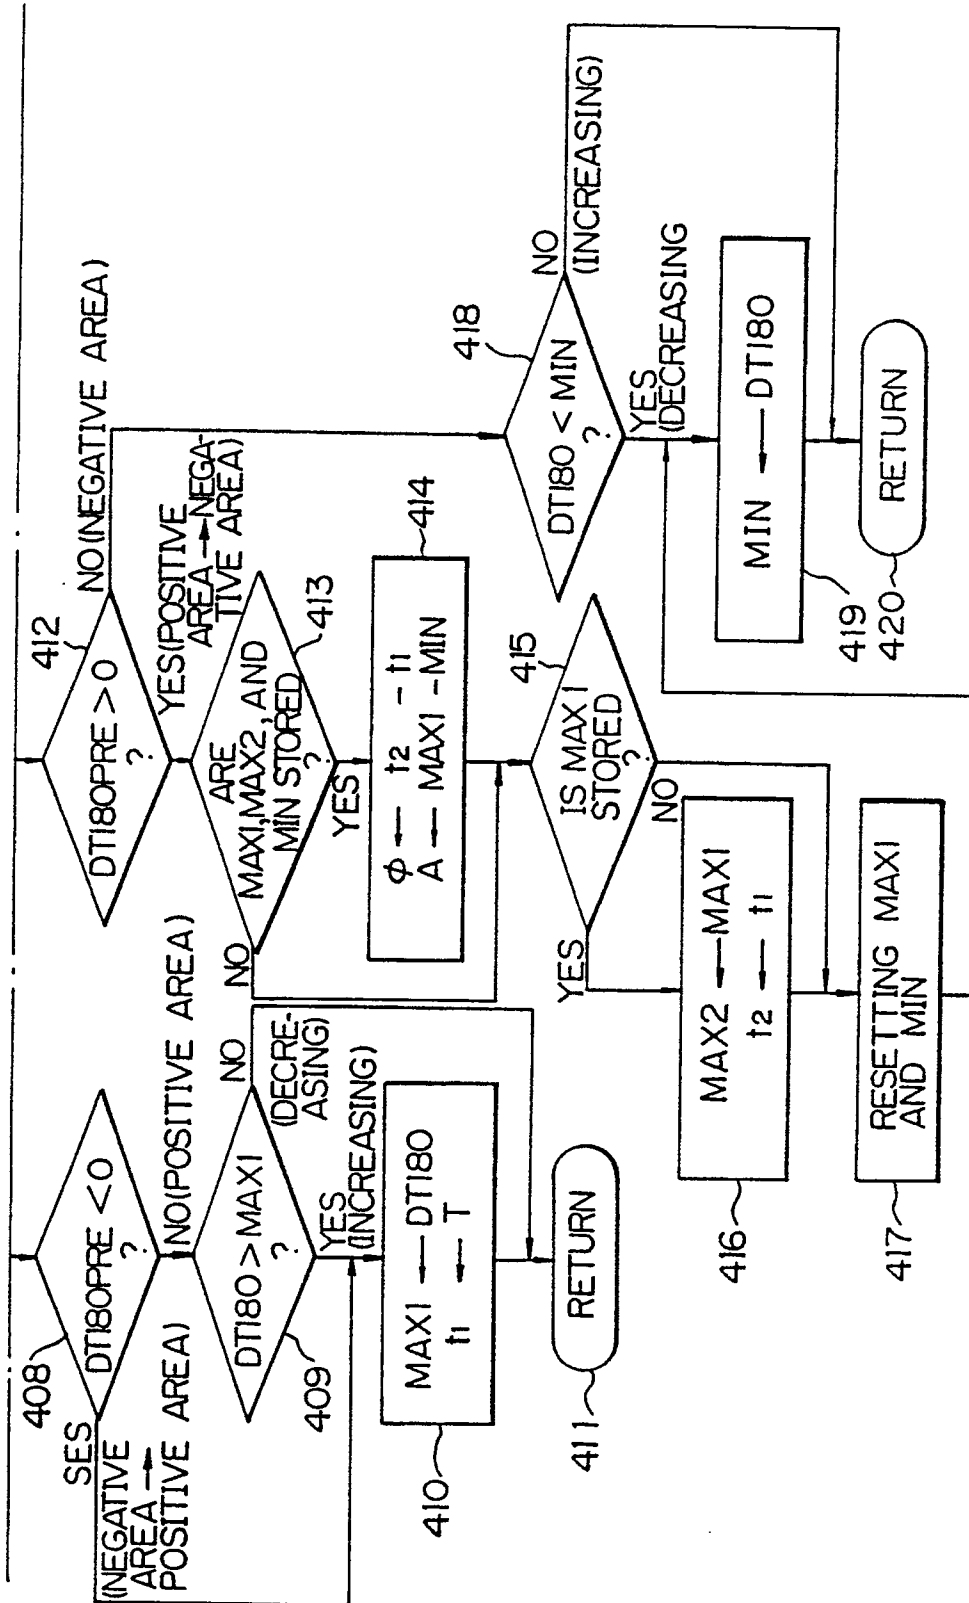 408
DT180PRE <0
?
SES
(NEGATIVE
AREA →
POSITIVE AREA)
NO(POSITIVE AREA)
409
DT180 > MAX1
?
NO
(DECRE-
ASING)
YES
(INCREASING)
410
MAX1 ← DT180
t1 ← T
411
RETURN
412
DT180PRE >0
?
NO(NEGATIVE AREA)
YES(POSITIVE
AREA → NEGA-
TIVE AREA)
413
ARE
MAX1,MAX2, AND
MIN STORED
?
NO
YES
414
φ ← t2 - t1
A ← MAX1 - MIN
415
IS MAX1
STORED
?
YES
NO
416
MAX2 ← MAX1
t2 ← t1
417
RESETTING MAX1
AND MIN
418
DT180 < MIN
?
NO
(INCREASING)
YES
(DECREASING
419
MIN ← DT180
420
RETURN